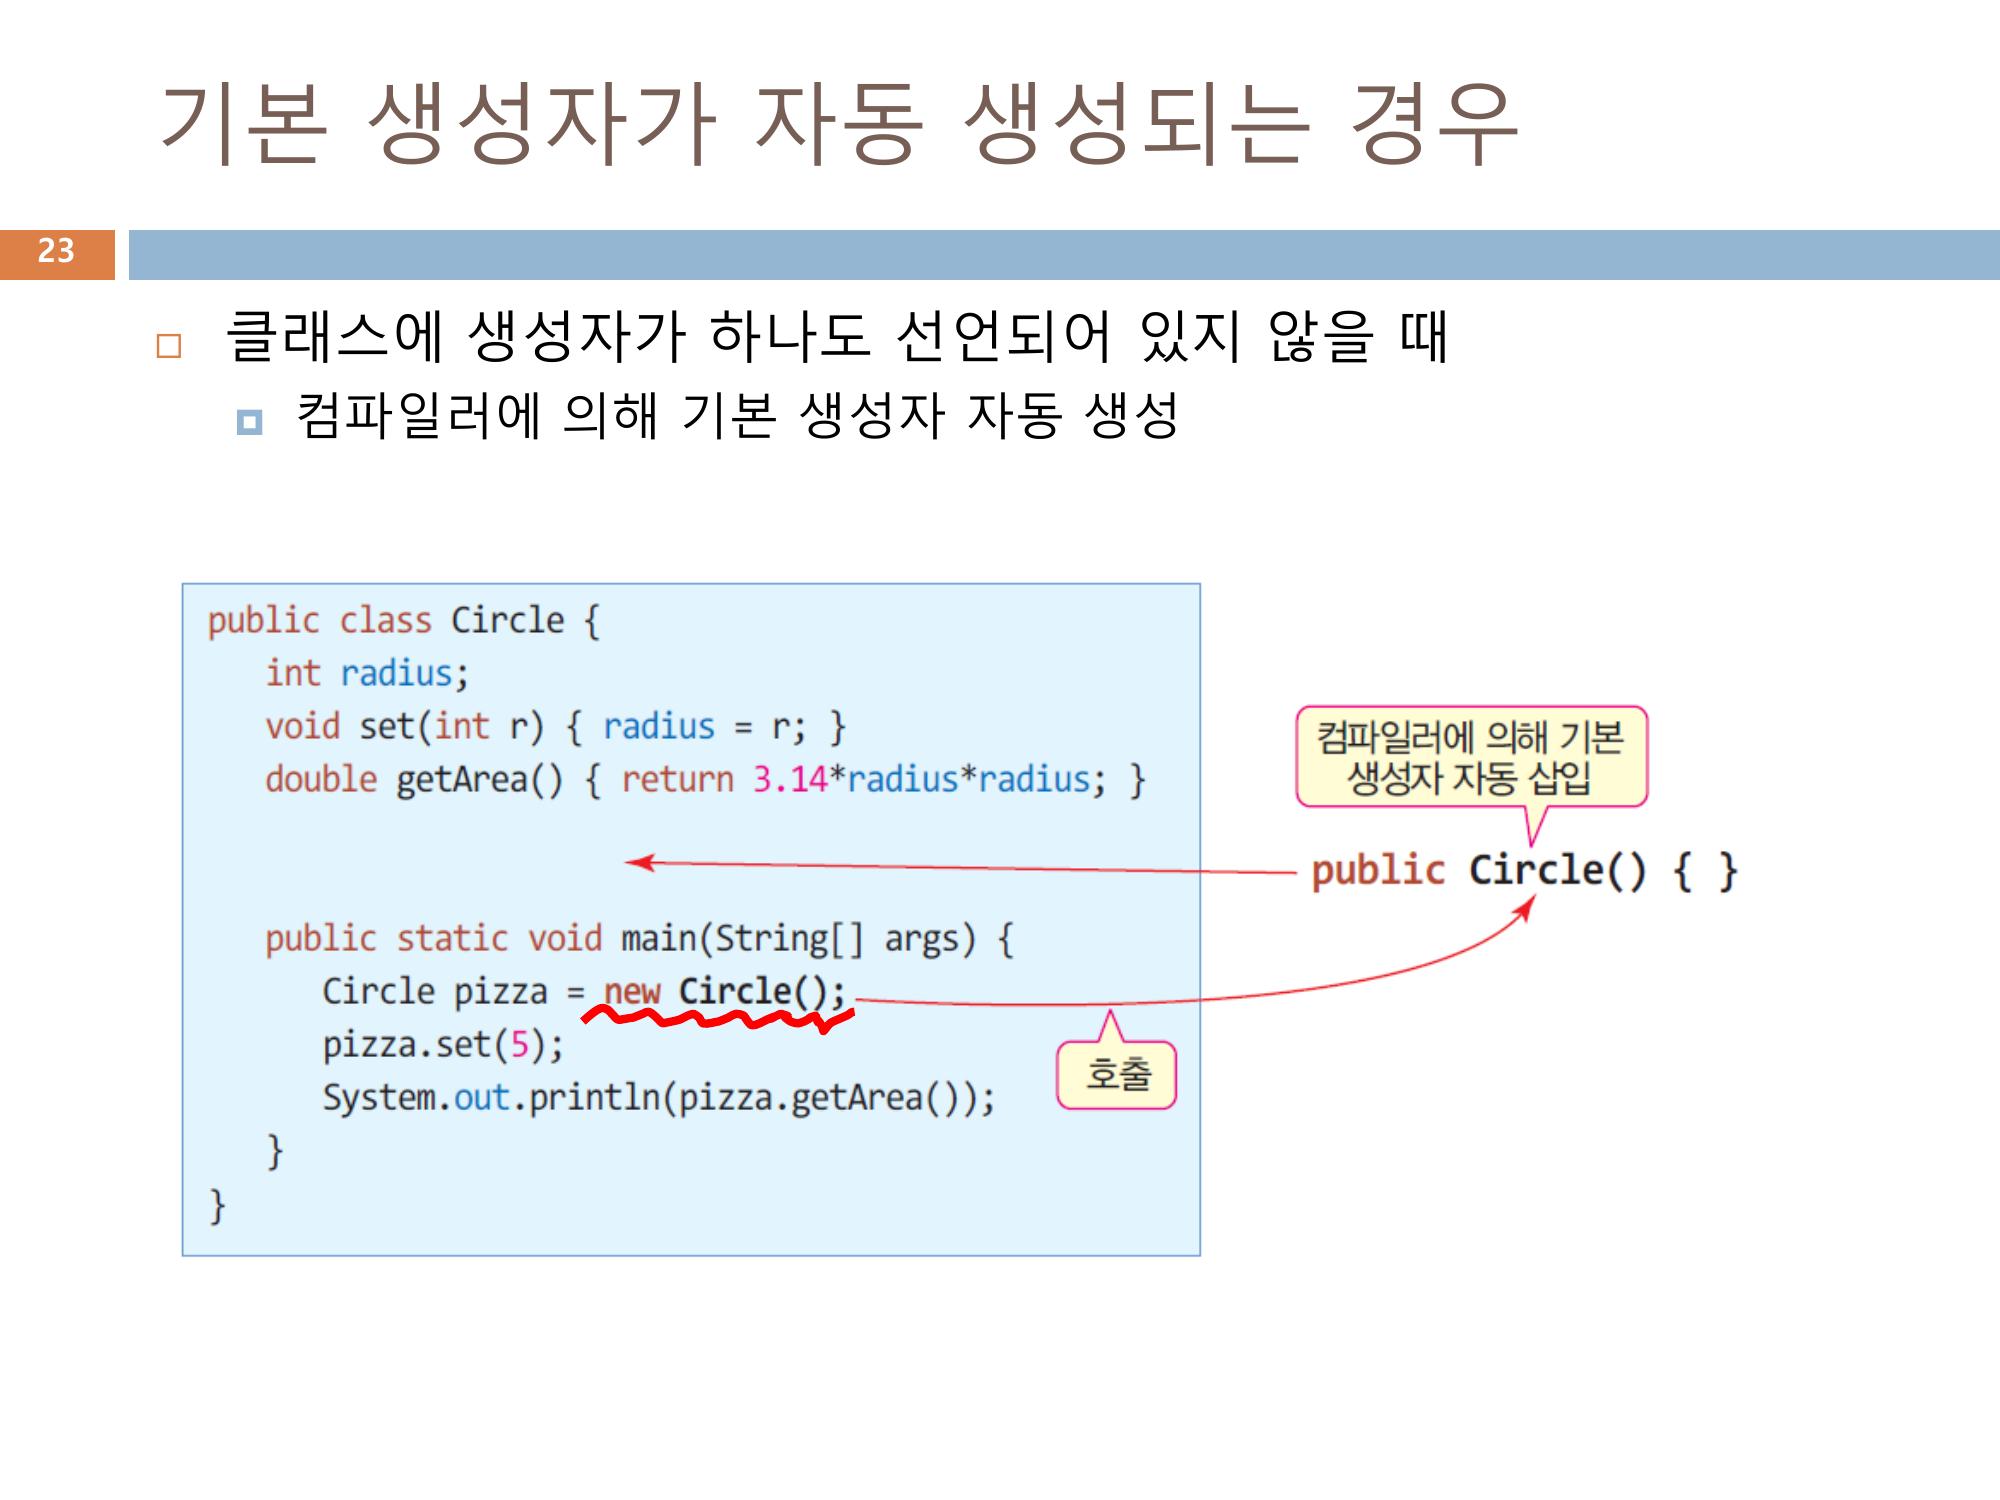 기본 생성자가 자동 생성되는 경우
23
클래스에 생성자가 하나도 선언되어 있지 않을 때
컴파일러에 의해 기본 생성자 자동 생성
public class Circle {
int radius;
void set(int r) { radius = r; }
double getArea() { return 3.14*radius*radius; }
컴파일러에 의해 기본
생성자 자동 삽입
public Circle() { }
public static void main(String[] args) {
Circle pizza = new Circle();
pizza.set(5);
호출
System.out.println(pizza.getArea());
}
}